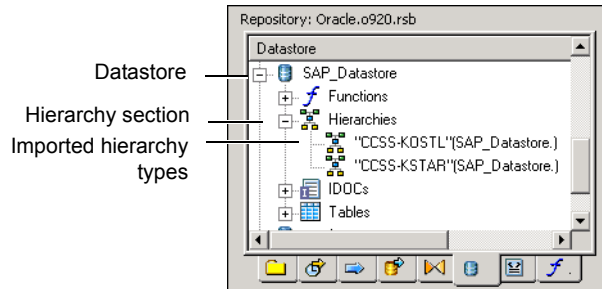 Repository: Oracle.o920.rsb
Datastore
Datastore
SAP_Datastore
Functions
Hierarchy section
Hierarchies
Imported hierarchy
types
"CCSS-KOSTL"(SAP_Datastore.)
"CCSS-KSTAR"(SAP_Datastore.)
IDOCs
Tables